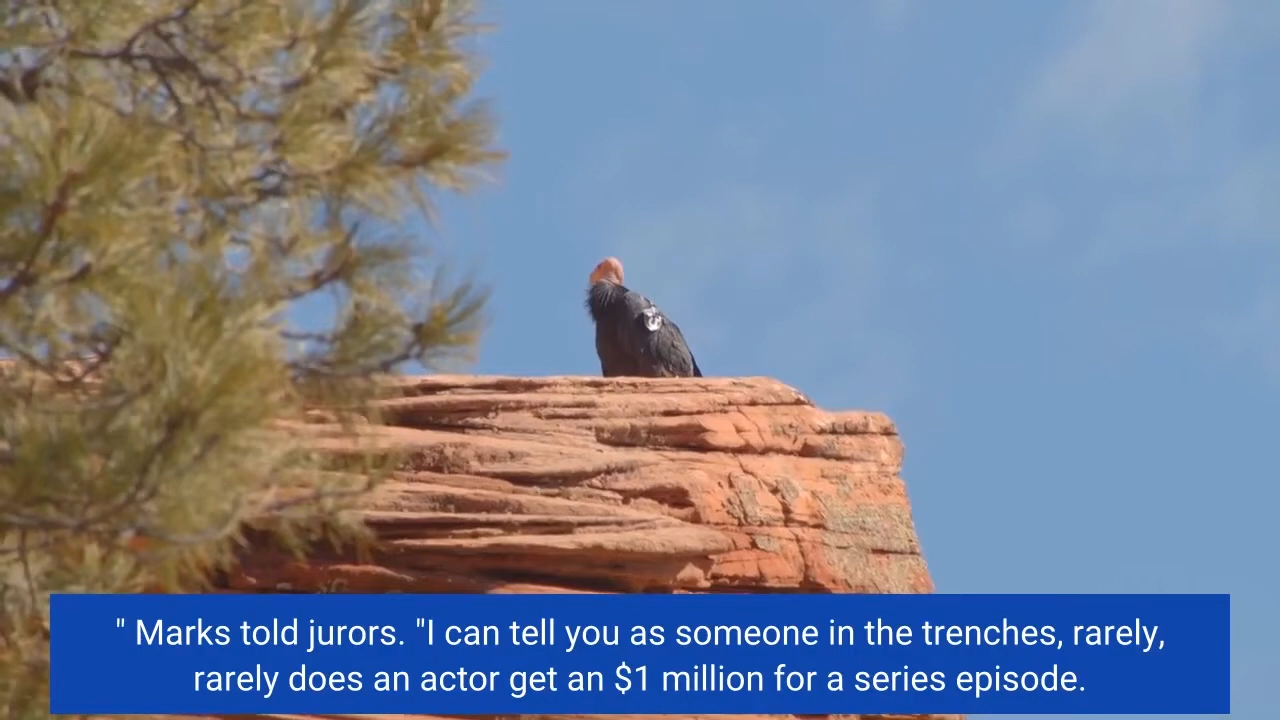 " Marks told jurors. "I can tell you as someone in the trenches, rarely,
rarely does an actor get an $1 million for a series episode.